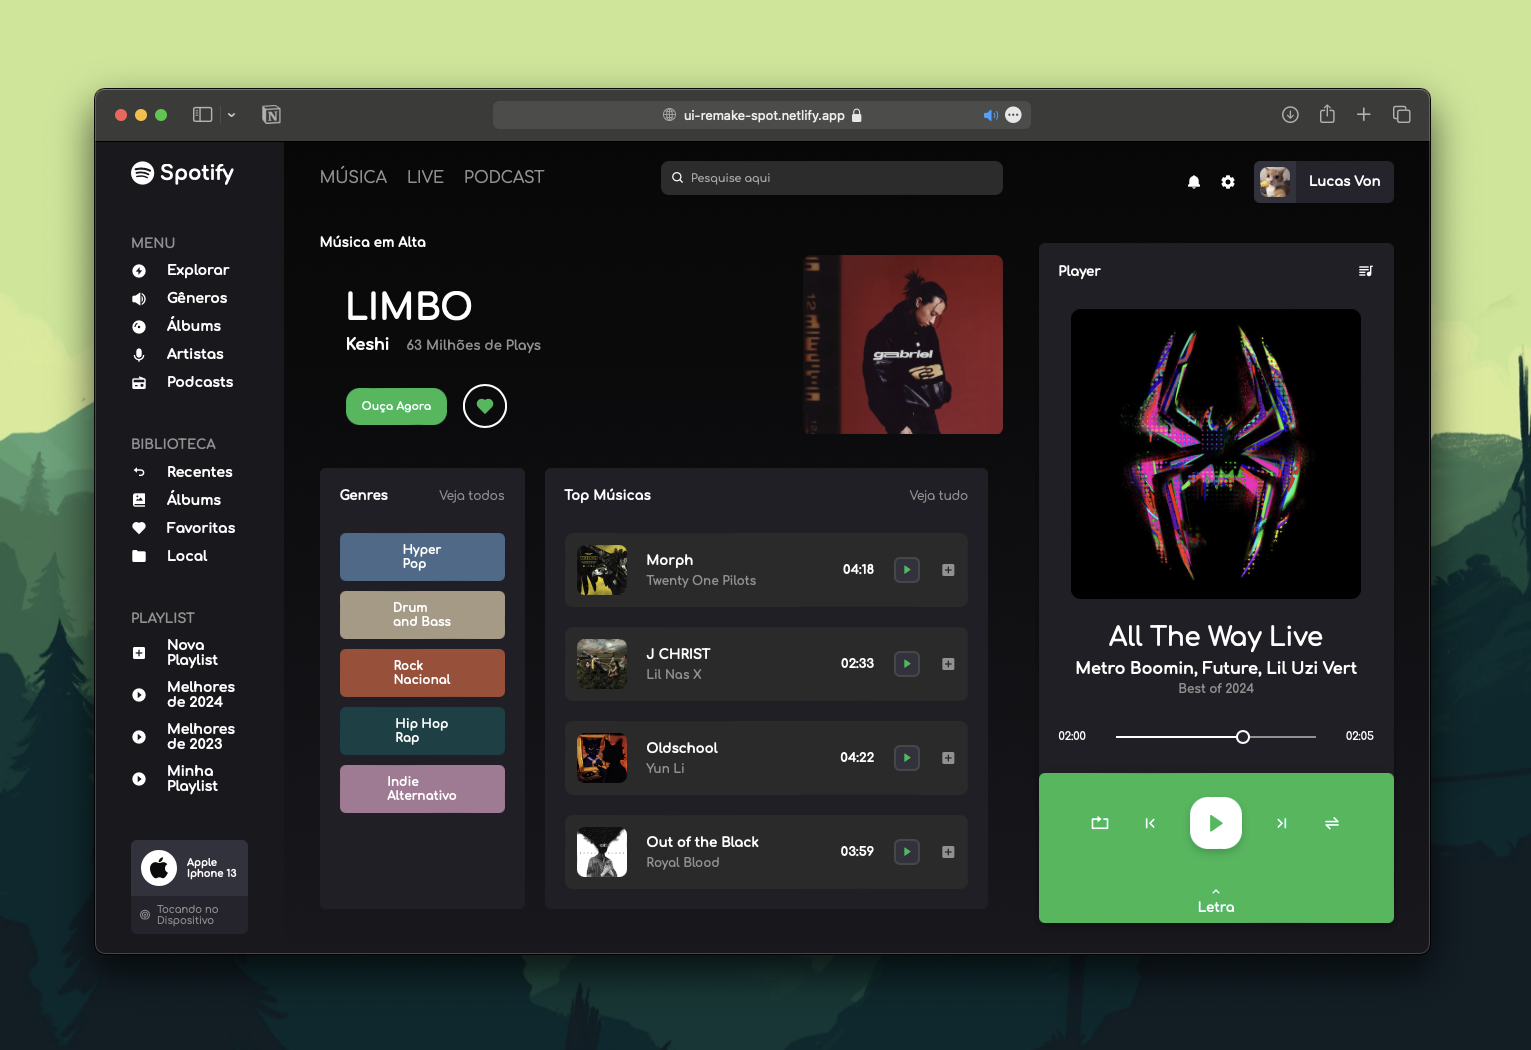 ui-remake-spot.netlify.app
Spotify
MÚSICA LIVE PODCAST
Pesquise aqui
Lucas Von
MENU
Explorar
Gêneros
Álbums
Artistas
Podcasts
BIBLIOTECA
Recentes
Álbums
Favoritas
Local
PLAYLIST
Nova
Playlist
Melhores
de 2024
Melhores
de 2023
Minha
Playlist
Apple
Iphone 13
Tocando no
Dispositivo
Música em Alta
LIMBO
Keshi 63 Milhões de Plays
Ouça Agora
gabriel
Genres Veja todos
Hyper
Pop
Drum
and Bass
Rock
Nacional
Hip Hop
Rap
Indie
Alternativo
Top Músicas Veja tudo
Morph
Twenty One Pilots
04:18
J CHRIST
Lil Nas X
02:33
Oldschool
Yun Li
04:22
Out of the Black
Royal Blood
03:59
Player
All The Way Live
Metro Boomin, Future, Lil Uzi Vert
Best of 2024
02:00 02:05
Letra